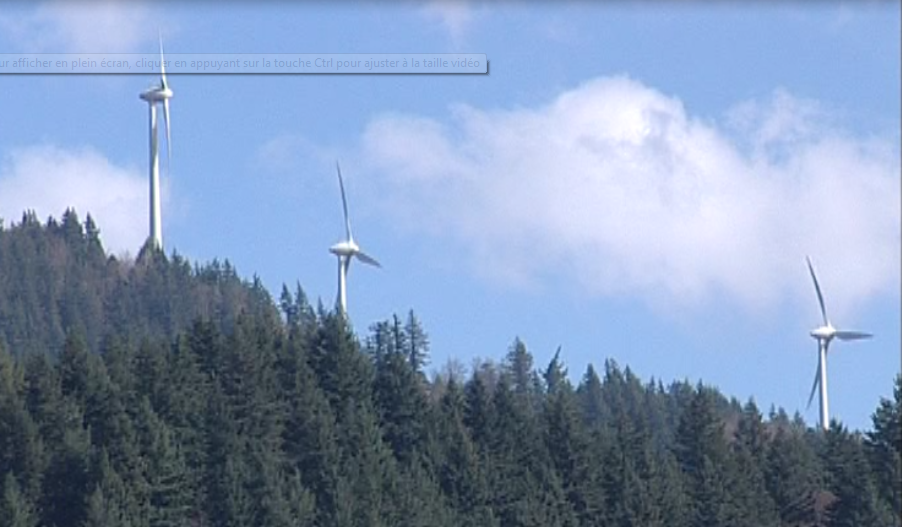 ur afficher en plein écran, cliquer en appuyant sur la touche Ctrl pour ajuster à la taille vidéo